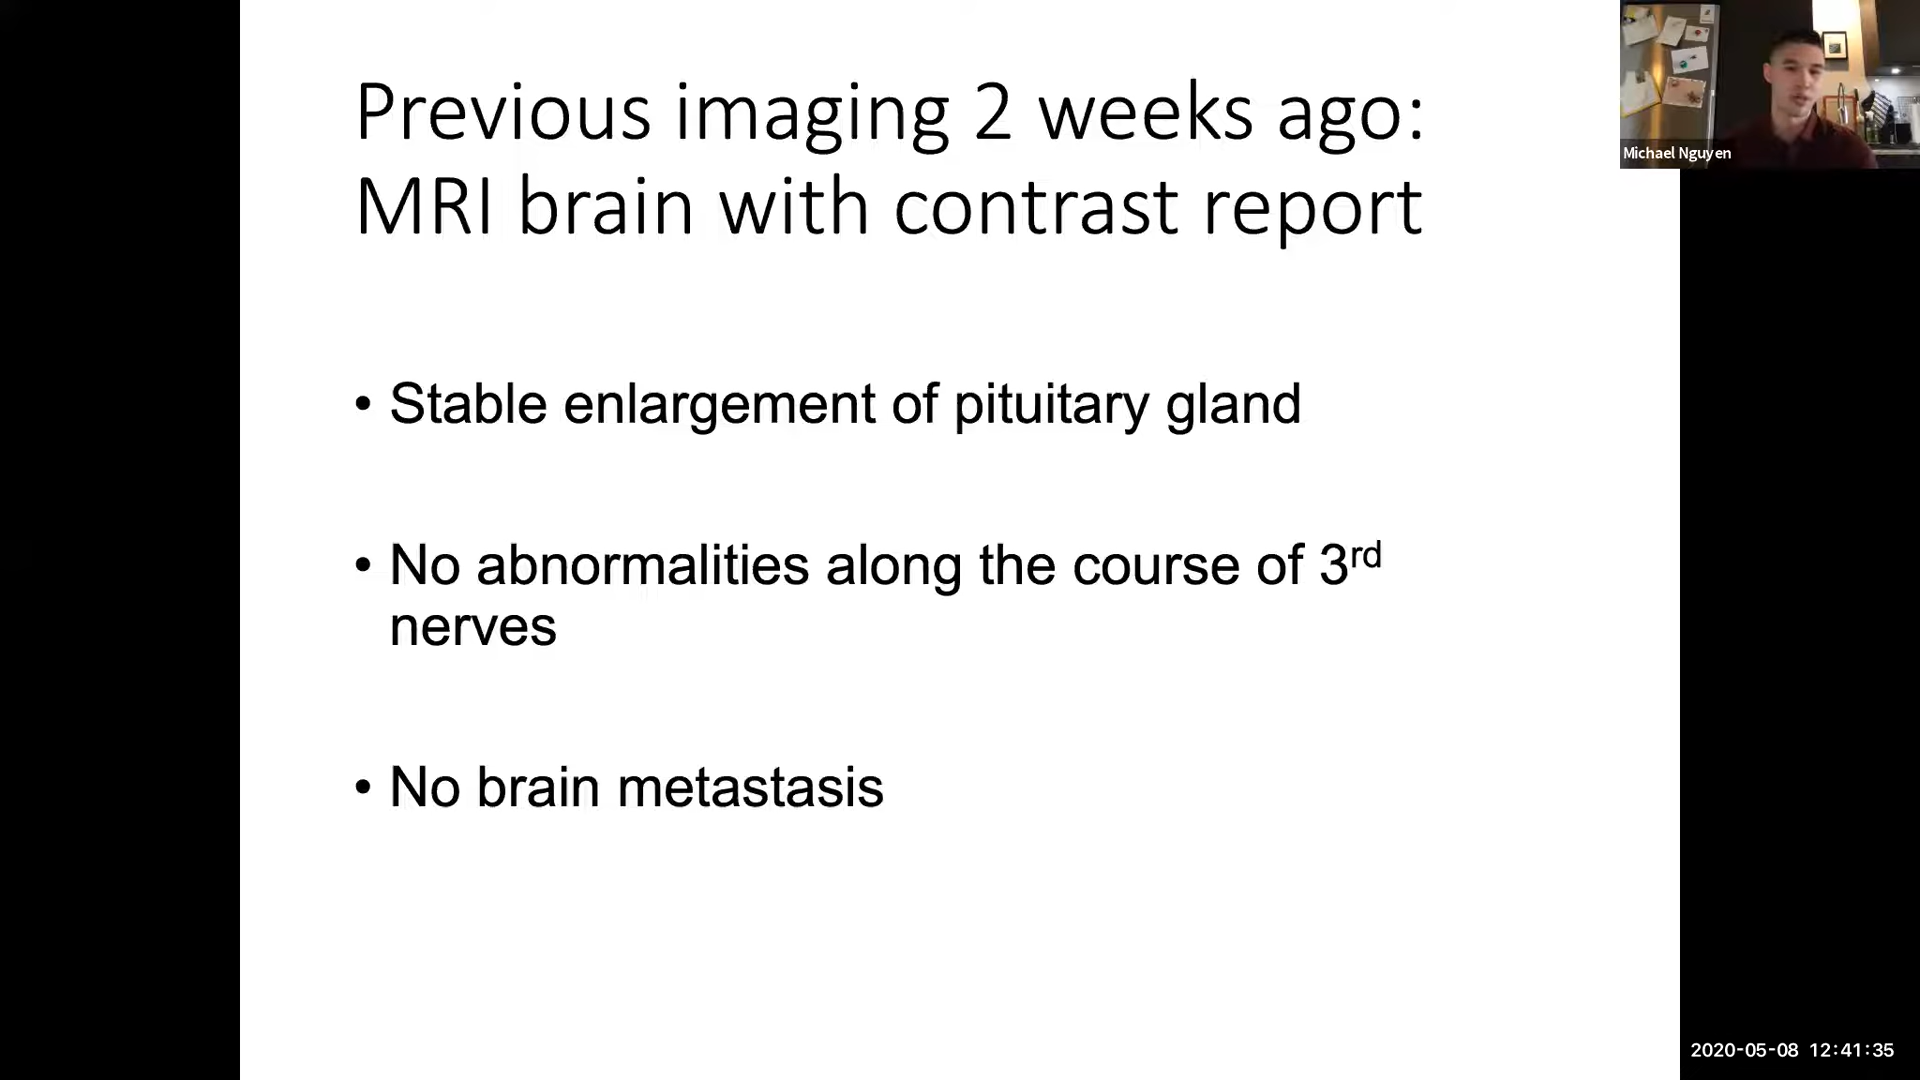 Previous imaging 2 weeks ago:
MRI brain with contrast report
• Stable enlargement of pituitary gland
• No abnormalities along the course of 3rd
nerves
• No brain metastasis
Michael Nguyen
2020-05-08 12:41:35